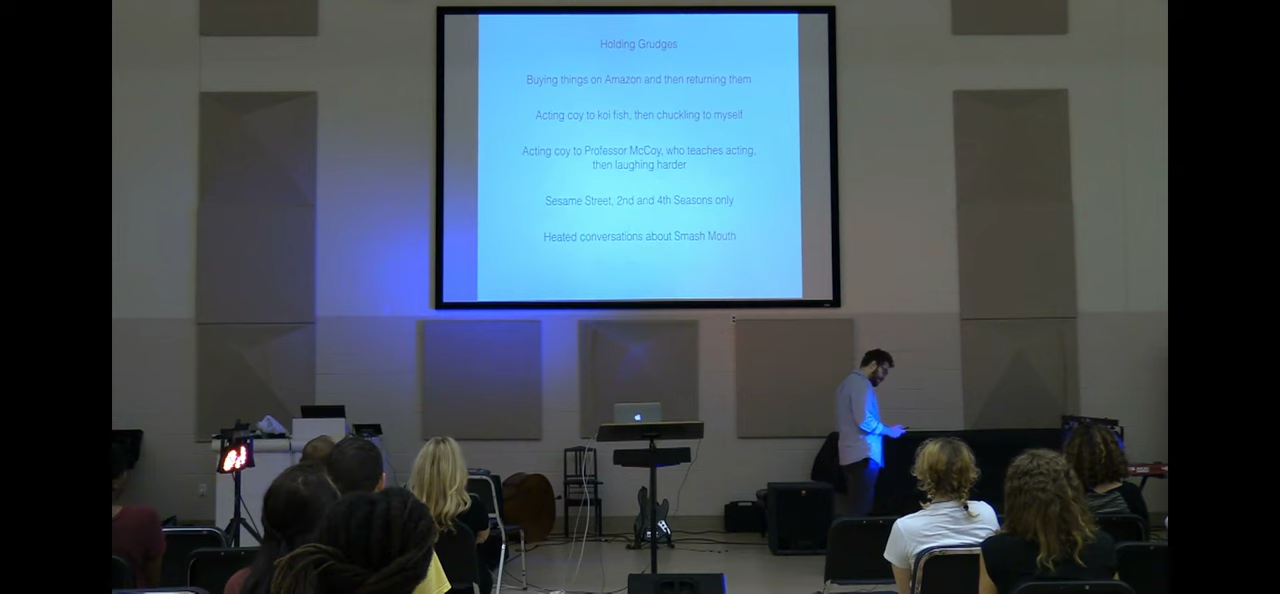 Holding Grudges
Buying things on Amazon and then returning them
Acting coy to koi fish, then chuckling to myself
Acting coy to Professor McCoy, who teaches acting,
then laughing harder
Sesame Street, 2nd and 4th Seasons only
Heated conversations about Smash Mouth